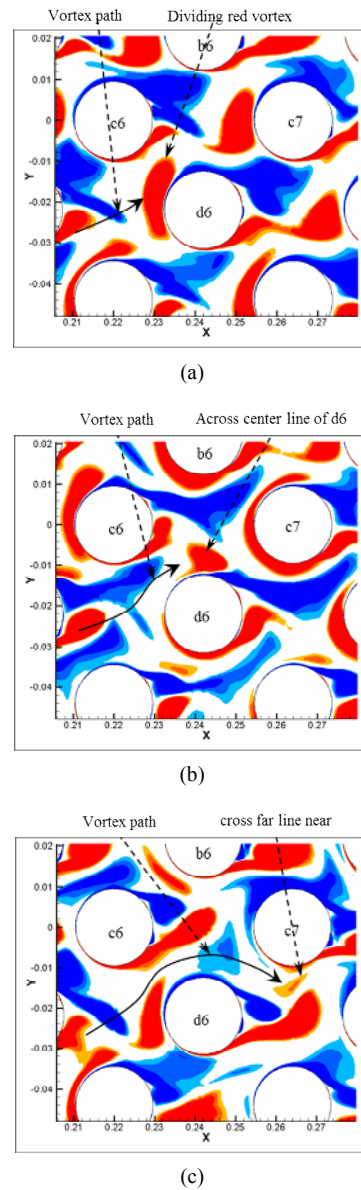 Vortex path Dividing red vortex
0.02
0.01
0
-0.01
-0.02
-0.03
-0.04
Y
b6
c6
c7
d6
0.21 0.22 0.23 0.24 0.25 0.26 0.27
X
(a)
Vortex path Across center line of d6
0.02
0.01
0
-0.01
-0.02
-0.03
-0.04
Y
b6
c6
c7
d6
0.21 0.22 0.23 0.24 0.25 0.26 0.27
X
(b)
Vortex path cross far line near
0.02
0.01
0
-0.01
-0.02
-0.03
-0.04
Y
b6
c6
c7
d6
0.21 0.22 0.23 0.24 0.25 0.26 0.27
X
(c)